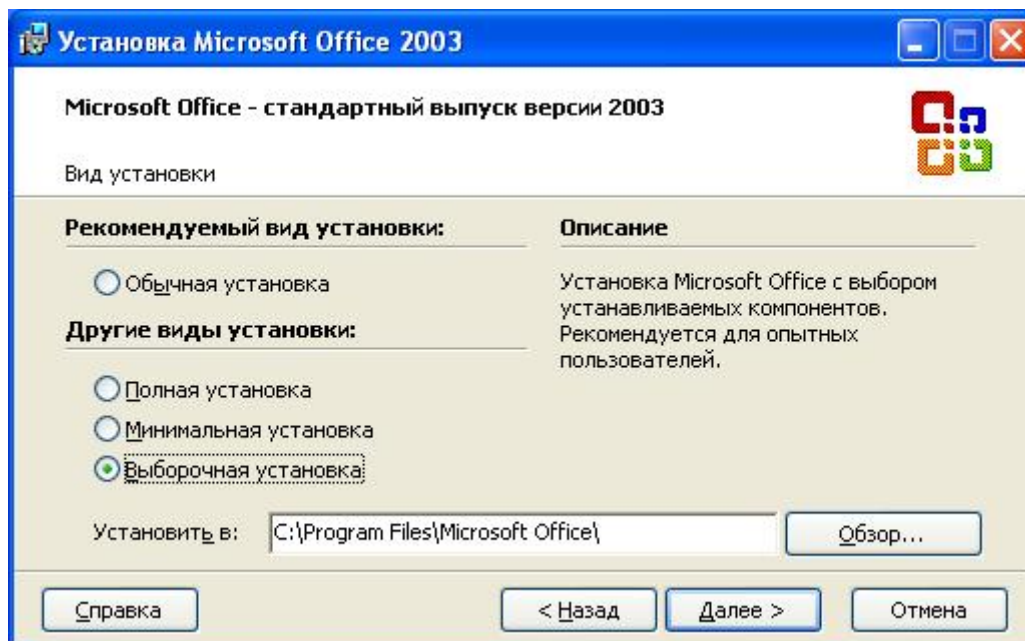 Установка Microsoft Office 2003
Microsoft Office - стандартный выпуск версии 2003
Вид установки
Рекомендуемый вид установки:
Обычная установка
Другие виды установки:
Полная установка
Минимальная установка
Выборочная установка
Описание
Установка Microsoft Office с выбором
устанавливаемых компонентов.
Рекомендуется для опытных
пользователей.
Установить в:
C:\Program Files\Microsoft Office\
Обзор...
Справка
< Назад
Далее >
Отмена